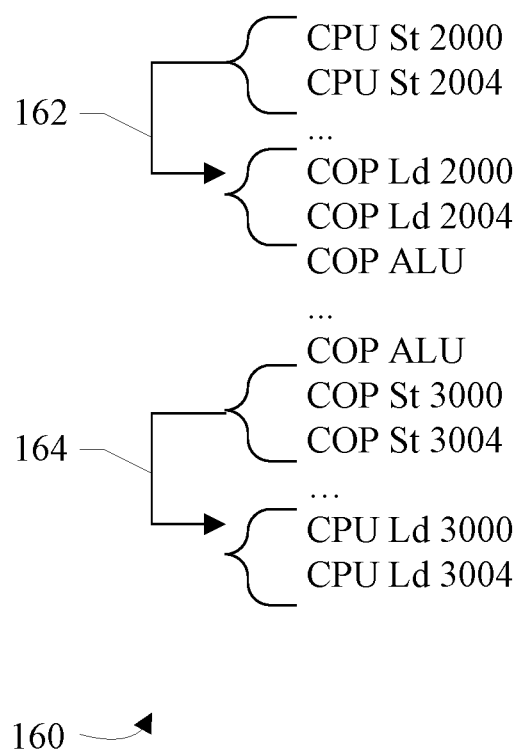 CPU St 2000
CPU St 2004
162
...
COP Ld 2000
COP Ld 2004
COP ALU
...
COP ALU
COP St 3000
164
COP St 3004
...
CPU Ld 3000
CPU Ld 3004
160